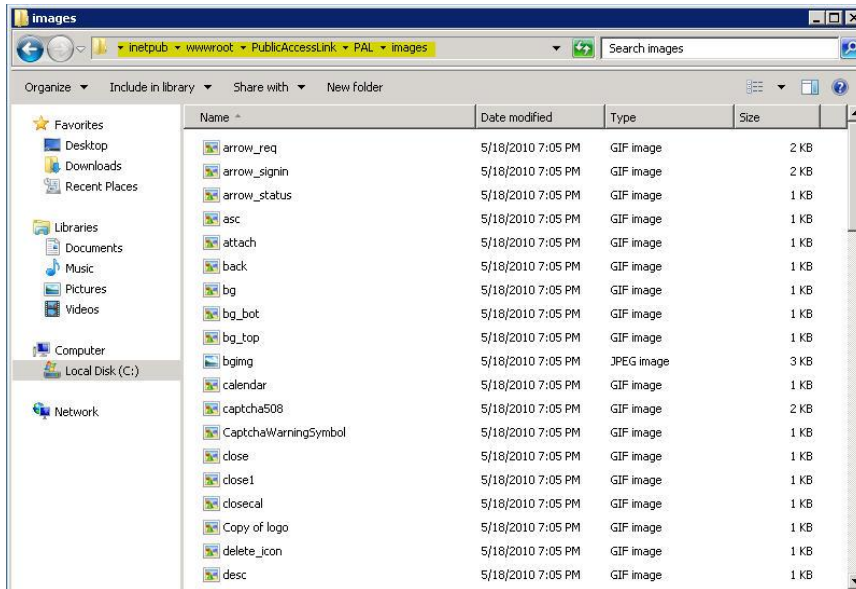 images
inetpub wwwroot PublicAccessLink PAL images Search images
Organize Include in library Share with New folder
Favorites
Desktop
Downloads
Recent Places
Libraries
Documents
Music
Pictures
Videos
Computer
Local Disk (C:)
Network
Name Date modified Type Size
arrow_req 5/18/2010 7:05 PM GIF image 2 KB
arrow_signin 5/18/2010 7:05 PM GIF image 2 KB
arrow_status 5/18/2010 7:05 PM GIF image 1 KB
asc 5/18/2010 7:05 PM GIF image 1 KB
attach 5/18/2010 7:05 PM GIF image 1 KB
back 5/18/2010 7:05 PM GIF image 1 KB
bg 5/18/2010 7:05 PM GIF image 1 KB
bg_bot 5/18/2010 7:05 PM GIF image 1 KB
bg_top 5/18/2010 7:05 PM GIF image 1 KB
bgimg 5/18/2010 7:05 PM JPEG image 3 KB
calendar 5/18/2010 7:05 PM GIF image 1 KB
captcha508 5/18/2010 7:05 PM GIF image 2 KB
CaptchaWarningSymbol 5/18/2010 7:05 PM GIF image 1 KB
close 5/18/2010 7:05 PM GIF image 1 KB
close1 5/18/2010 7:05 PM GIF image 1 KB
closecal 5/18/2010 7:05 PM GIF image 1 KB
Copy of logo 5/18/2010 7:05 PM GIF image 1 KB
delete_icon 5/18/2010 7:05 PM GIF image 1 KB
desc 5/18/2010 7:05 PM GIF image 1 KB